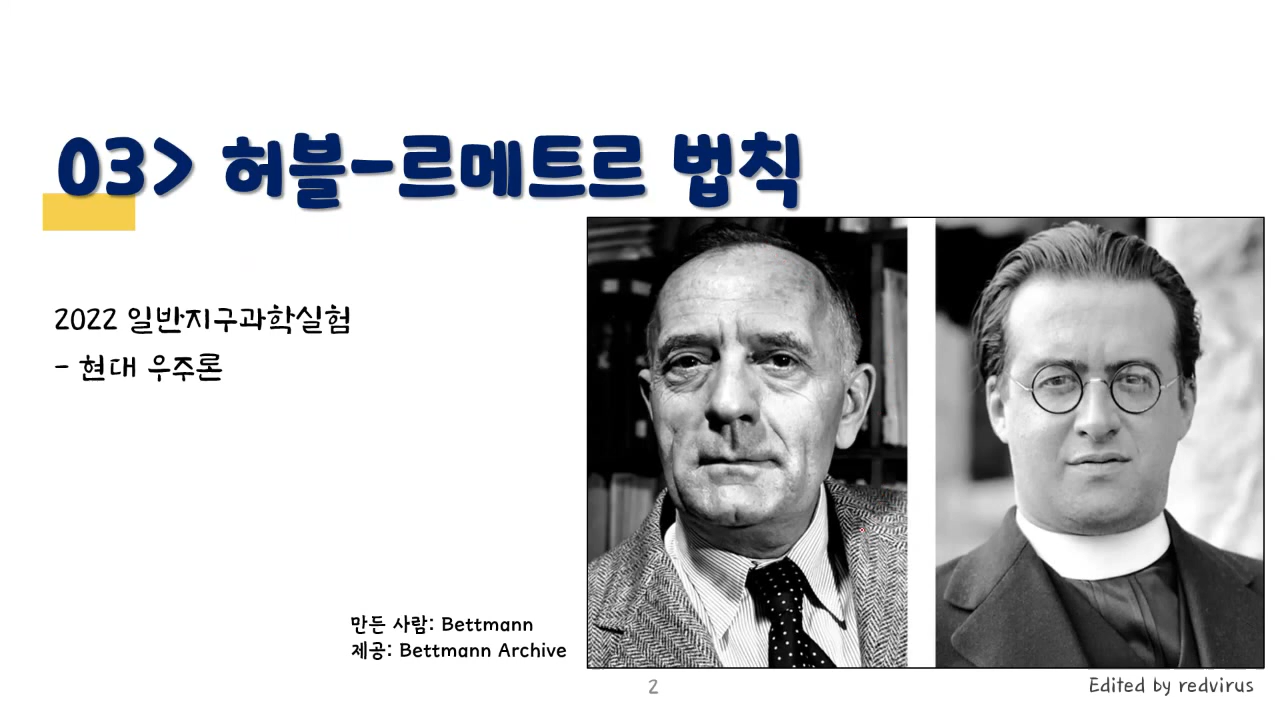 03> 허블-르메트르 법칙
2022 일반지구과학실험
- 현대 우주론
만든 사람: Bettmann
제공: Bettmann Archive
2
Edited by redvirus